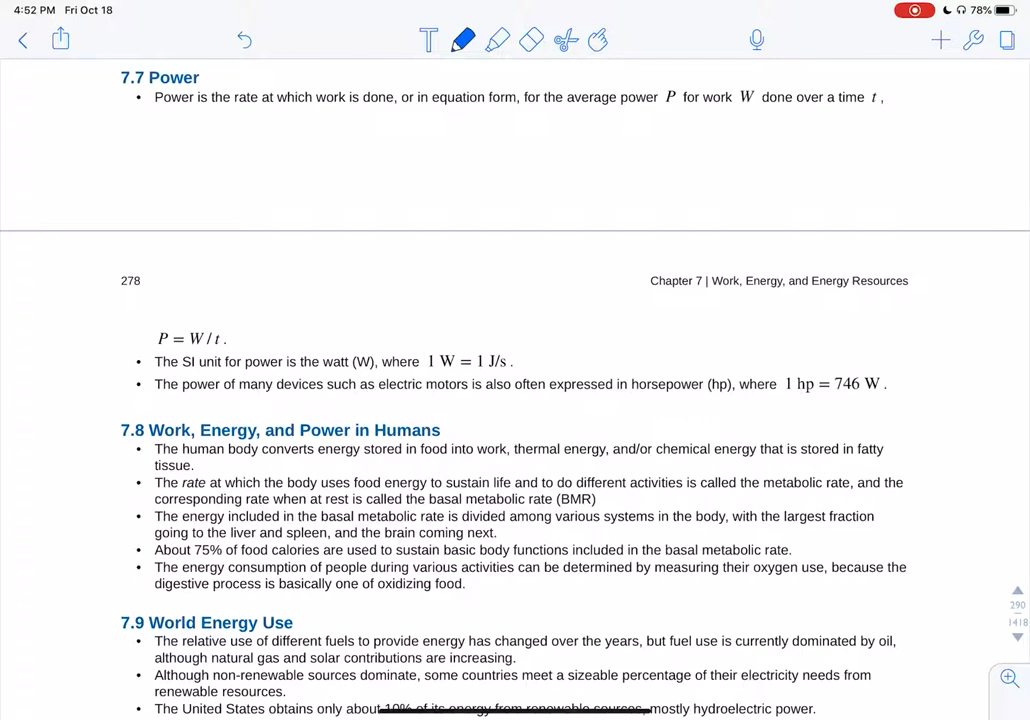 4:52 PM Fri Oct 18 78%
7.7 Power
• Power is the rate at which work is done, or in equation form, for the average power P for work W done over a time t ,
278 Chapter 7 | Work, Energy, and Energy Resources
P = W / t .
• The SI unit for power is the watt (W), where 1 W = 1 J/s .
• The power of many devices such as electric motors is also often expressed in horsepower (hp), where 1 hp = 746 W .
7.8 Work, Energy, and Power in Humans
• The human body converts energy stored in food into work, thermal energy, and/or chemical energy that is stored in fatty
tissue.
• The rate at which the body uses food energy to sustain life and to do different activities is called the metabolic rate, and the
corresponding rate when at rest is called the basal metabolic rate (BMR)
• The energy included in the basal metabolic rate is divided among various systems in the body, with the largest fraction
going to the liver and spleen, and the brain coming next.
• About 75% of food calories are used to sustain basic body functions included in the basal metabolic rate.
• The energy consumption of people during various activities can be determined by measuring their oxygen use, because the
digestive process is basically one of oxidizing food.
290
1418
7.9 World Energy Use
• The relative use of different fuels to provide energy has changed over the years, but fuel use is currently dominated by oil,
although natural gas and solar contributions are increasing.
• Although non-renewable sources dominate, some countries meet a sizeable percentage of their electricity needs from
renewable resources.
• The United States obtains only about 10% of its energy from renewable sources, mostly hydroelectric power.